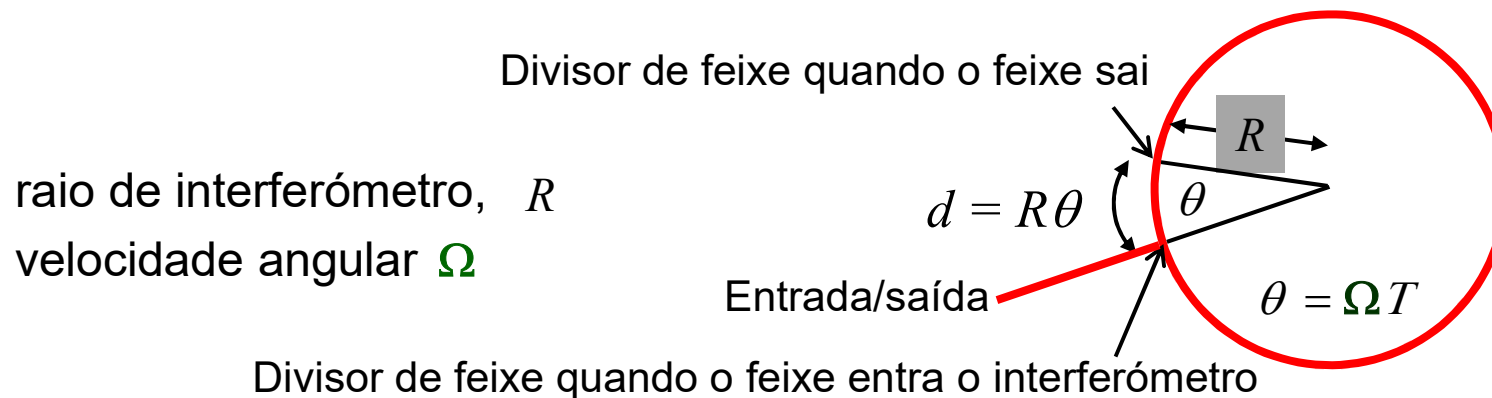 Divisor de feixe quando o feixe sai
R
raio de interferómetro, R
θ
d = Rθ
velocidade angular Ω
Entrada/saída
θ = ΩT
Divisor de feixe quando o feixe entra o interferómetro